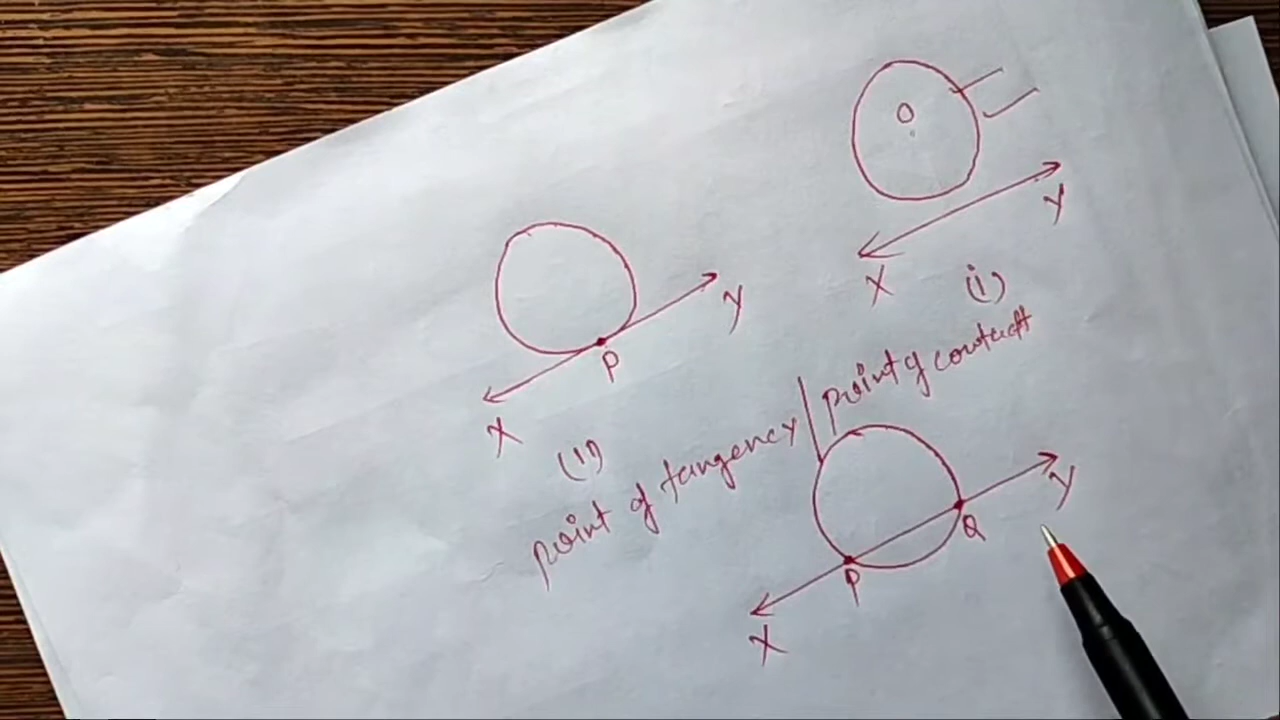 O
Y
X
(i)
Y
P
X
(ii)
point of tangency / point of contact
Y
Q
P
X